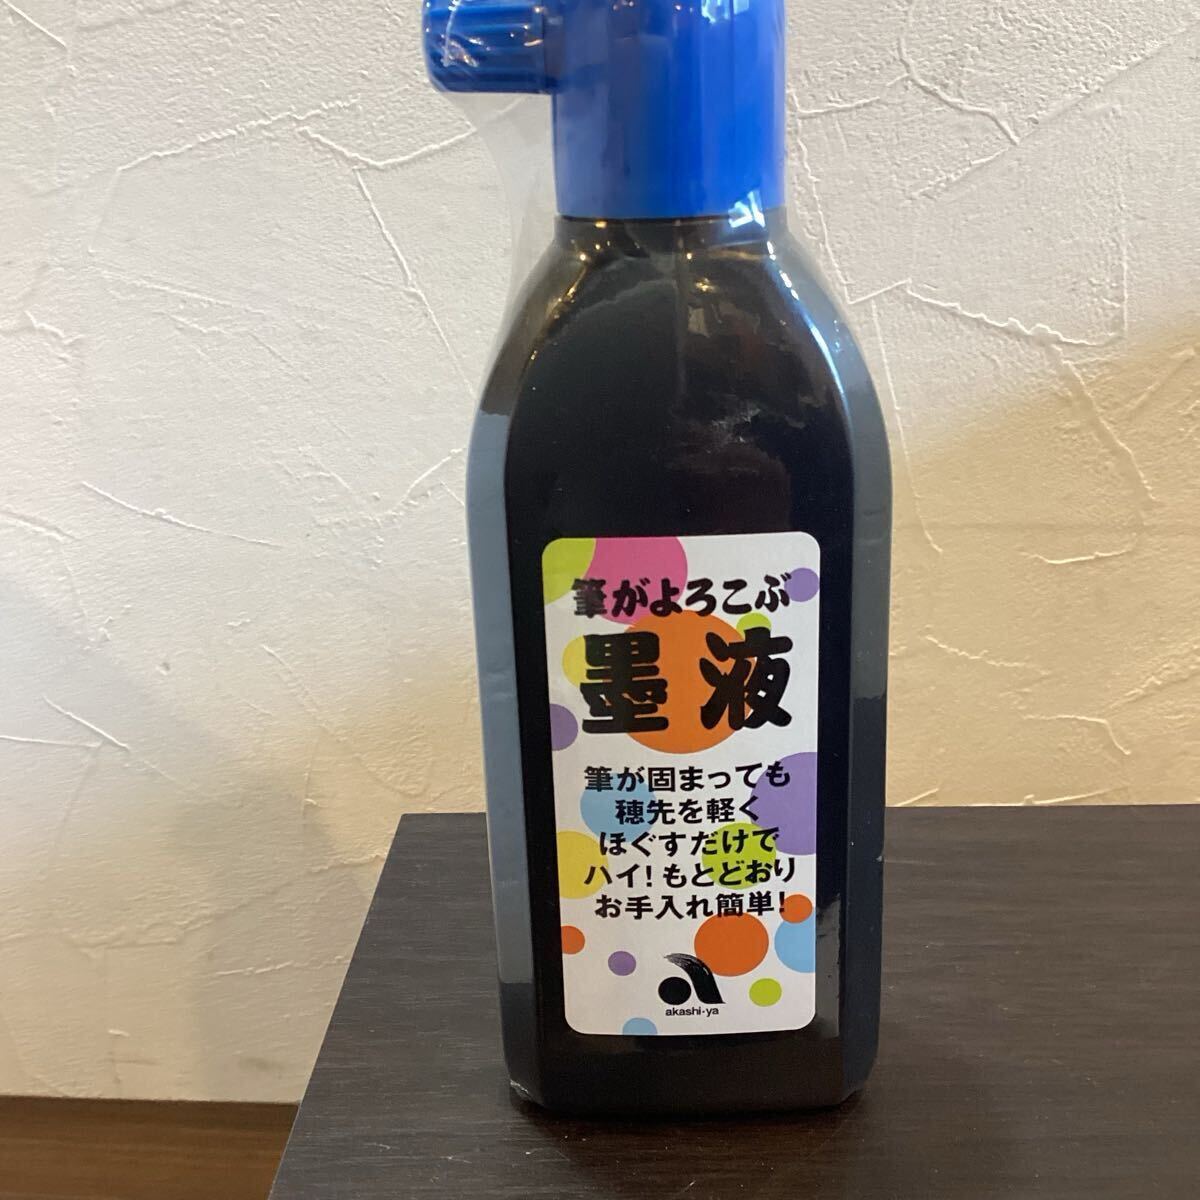 筆がよろこぶ
墨液
筆が固まっても
穂先を軽く
ほぐすだけで
ハイ!もとどおり
お手入れ簡単!
akashi-ya